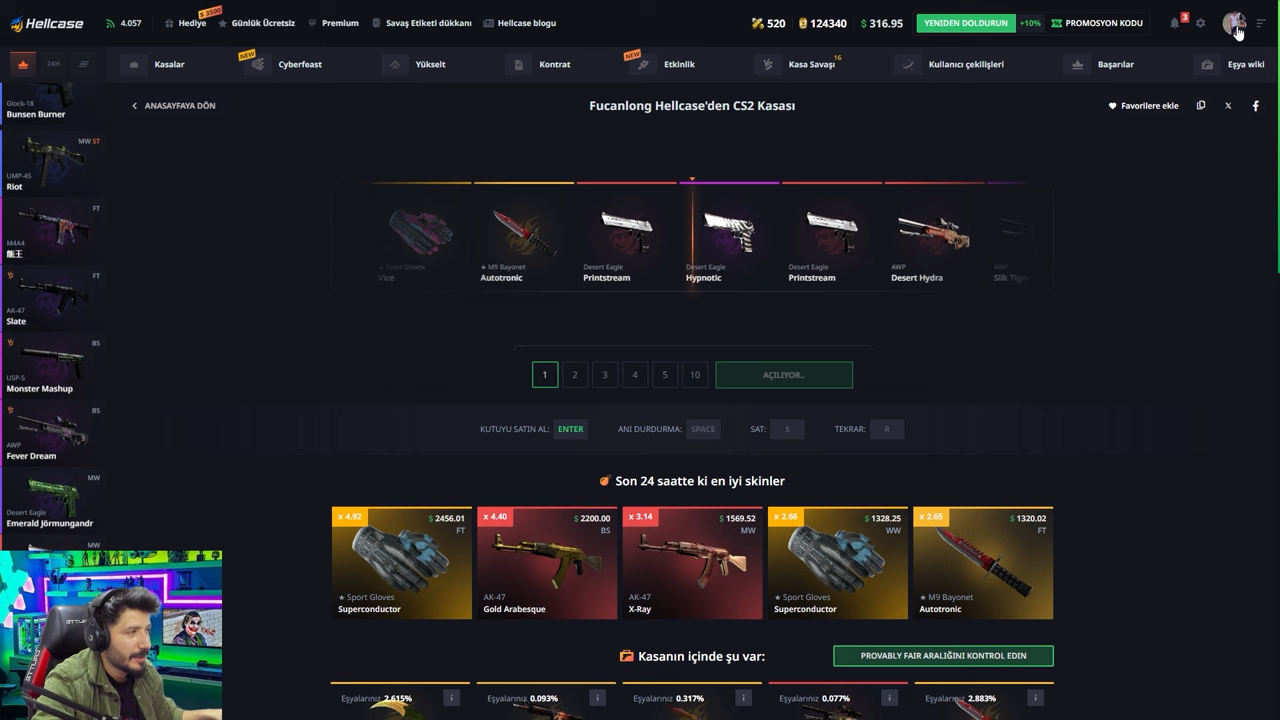 Hellcase
4.057
Hediye
$ 3500
Günlük Ücretsiz
Premium
Savaş Etiketi dükkanı
Hellcase blogu
520
124340
$ 316.95
YENİDEN DOLDURUN
+10%
PROMOSYON KODU
3
24H
Kasalar
NEW
Cyberfeast
Yükselt
Kontrat
NEW
Etkinlik
Kasa Savaşı
16
Kullanıcı çekilişleri
Başarılar
Eşya wiki
ANASAYFAYA DÖN
Fucanlong Hellcase'den CS2 Kasası
Favorilere ekle
Glock-18
Bunsen Burner
MW ST
UMP-45
Riot
FT
M4A4
龍王
FT
AK-47
Slate
BS
USP-S
Monster Mashup
BS
AWP
Fever Dream
MW
Desert Eagle
Emerald Jörmungandr
MW
★ Sport Gloves
Vice
★ M9 Bayonet
Autotronic
Desert Eagle
Printstream
Desert Eagle
Hypnotic
Desert Eagle
Printstream
AWP
Desert Hydra
AWP
Silk Tiger
1
2
3
4
5
10
AÇILIYOR..
KUTUYU SATIN AL:
ENTER
ANI DURDURMA:
SPACE
SAT:
S
TEKRAR:
R
Son 24 saatte ki en iyi skinler
x 4.92
$ 2456.01
FT
★ Sport Gloves
Superconductor
x 4.40
$ 2200.00
BS
AK-47
Gold Arabesque
x 3.14
$ 1569.52
MW
AK-47
X-Ray
x 2.66
$ 1328.25
WW
★ Sport Gloves
Superconductor
x 2.65
$ 1320.02
FT
★ M9 Bayonet
Autotronic
Kasanın içinde şu var:
PROVABLY FAIR ARALIĞINI KONTROL EDIN
Eşyalarınız 2.615%
Eşyalarınız 0.093%
Eşyalarınız 0.317%
Eşyalarınız 0.077%
Eşyalarınız 2.883%